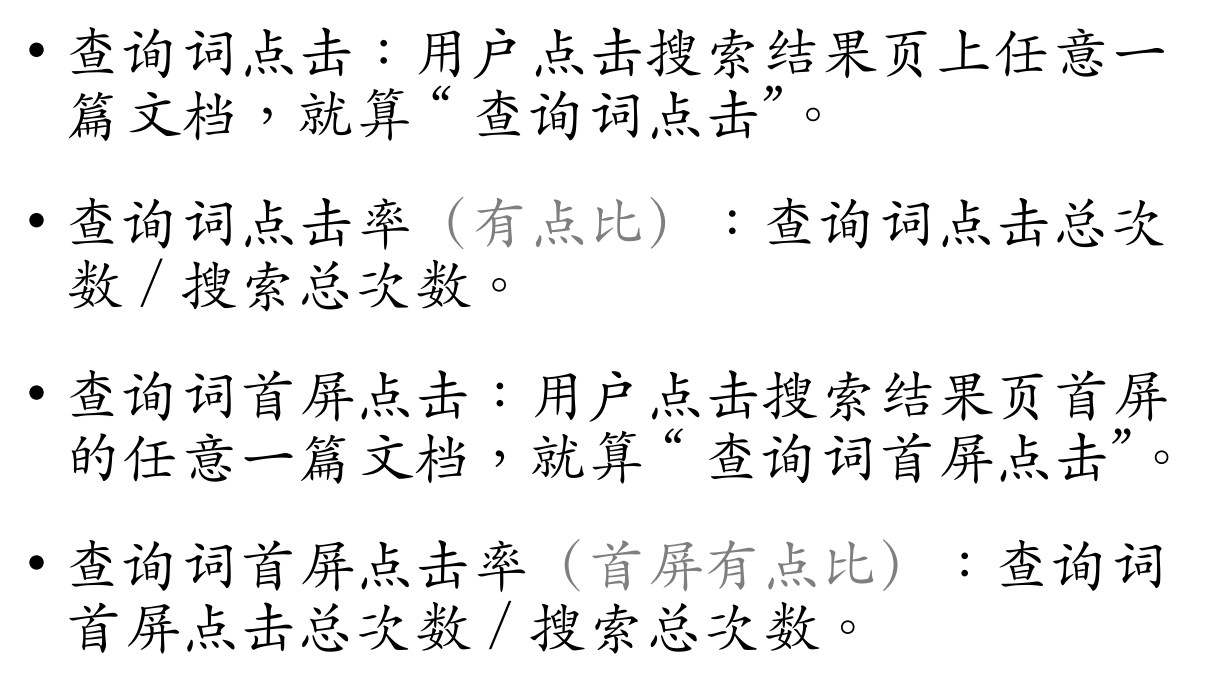 • 查询词点击：用户点击搜索结果页上任意一
篇文档，就算“查询词点击”。
• 查询词点击率（有点比）：查询词点击总次
数/搜索总次数。
• 查询词首屏点击：用户点击搜索结果页首屏
的任意一篇文档，就算“查询词首屏点击”。
• 查询词首屏点击率（首屏有点比）：查询词
首屏点击总次数/搜索总次数。